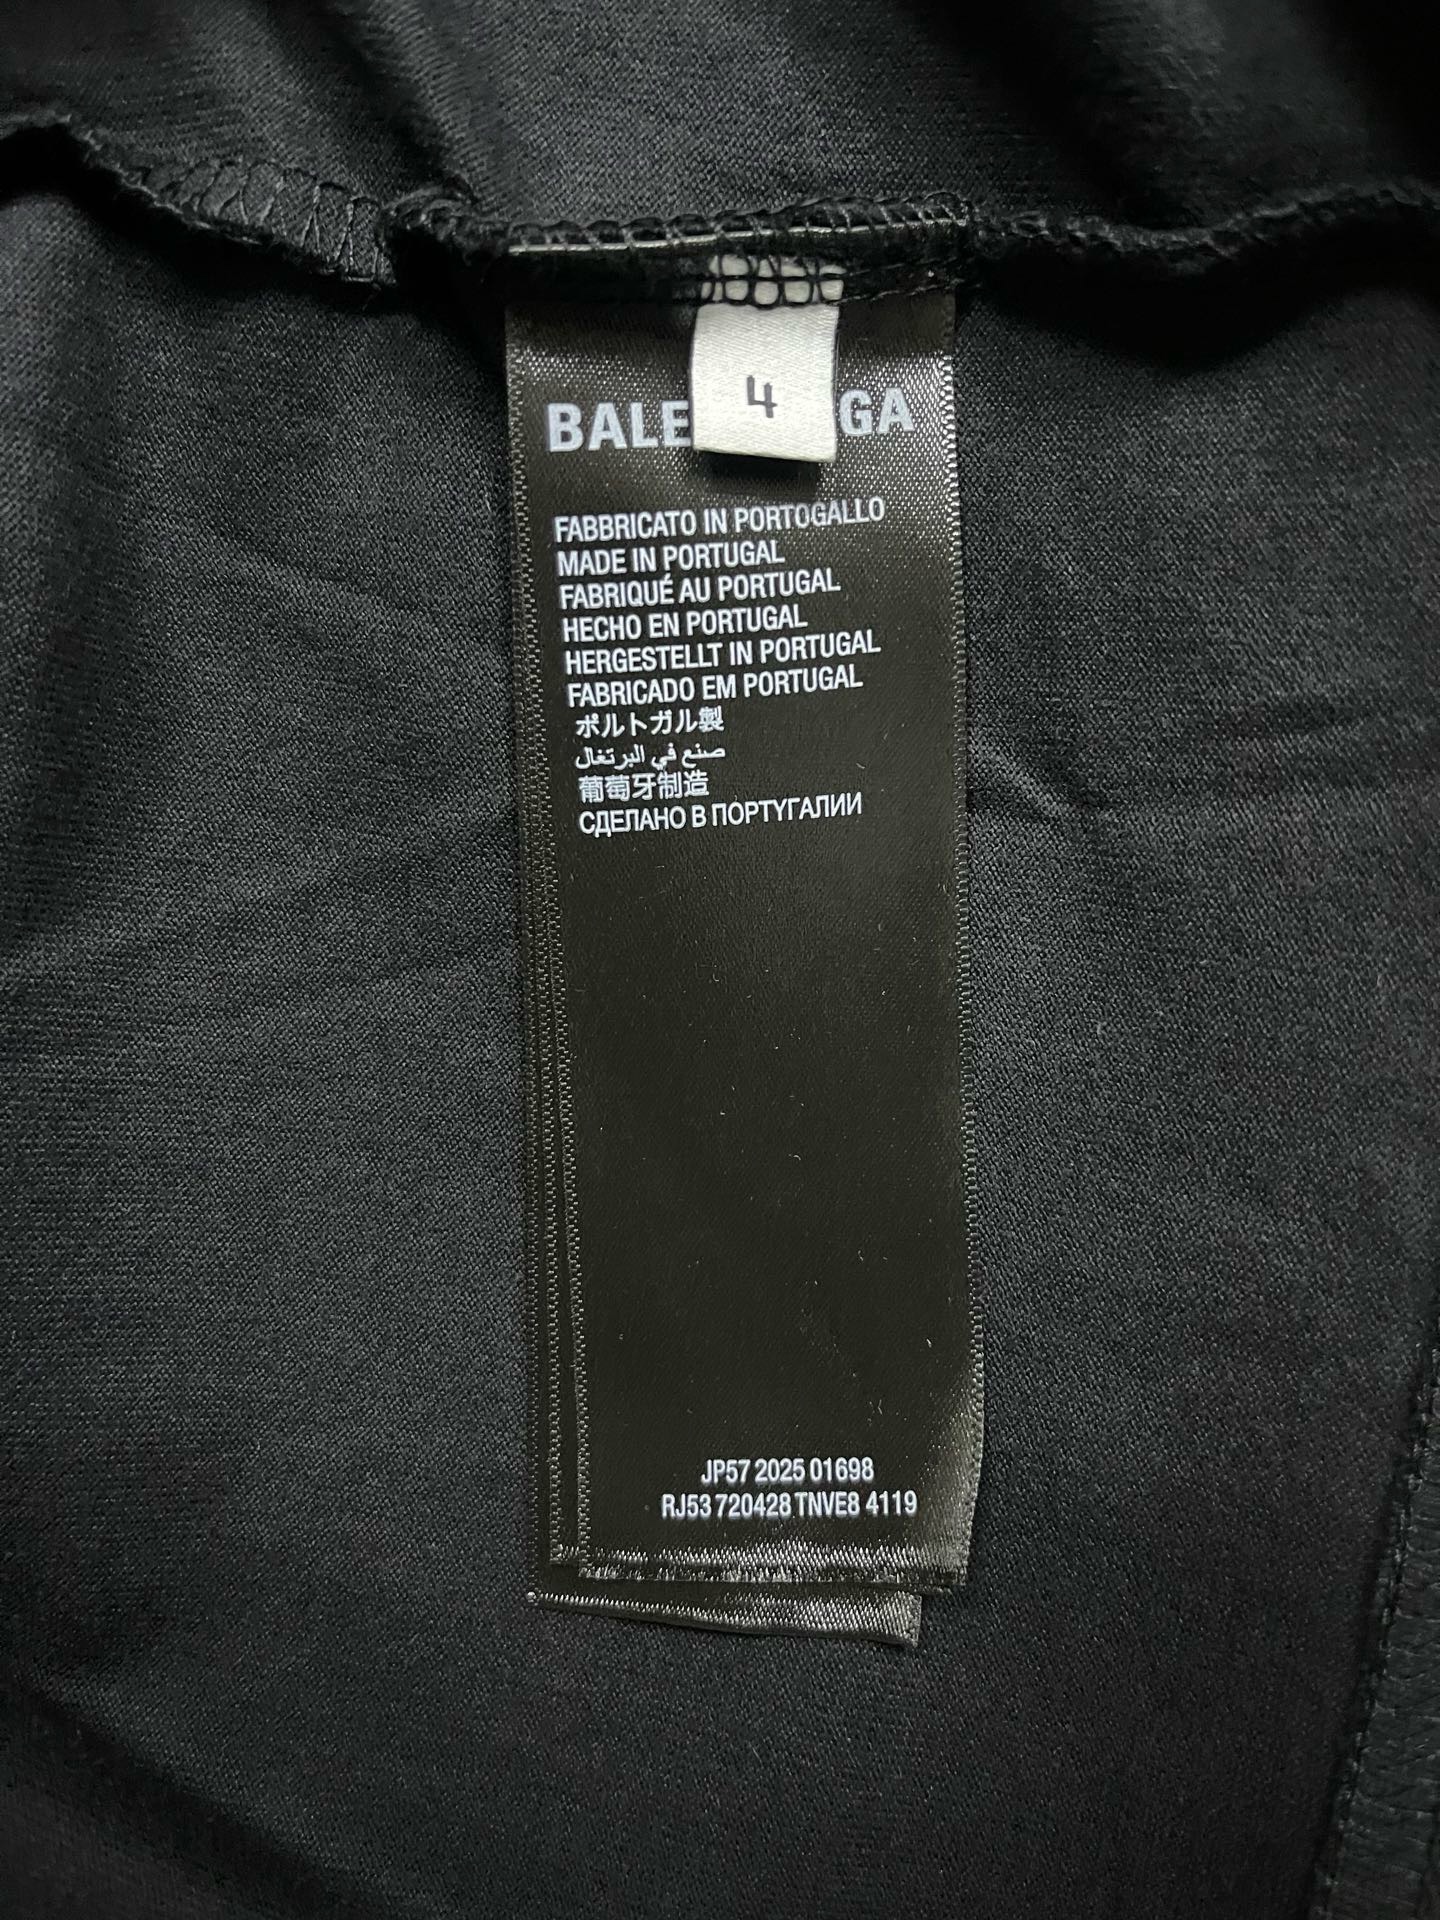 4
FABBRICATO IN PORTOGALLO
MADE IN PORTUGAL
FABRIQUÉ AU PORTUGAL
HECHO EN PORTUGAL
HERGESTELLT IN PORTUGAL
FABRICADO EM PORTUGAL
ポルトガル製
صنع في البرتغال
葡萄牙制造
СДЕЛАНО В ПОРТУГАЛИИ
JP57 2025 01698
RJ53 720428 TNVE8 4119